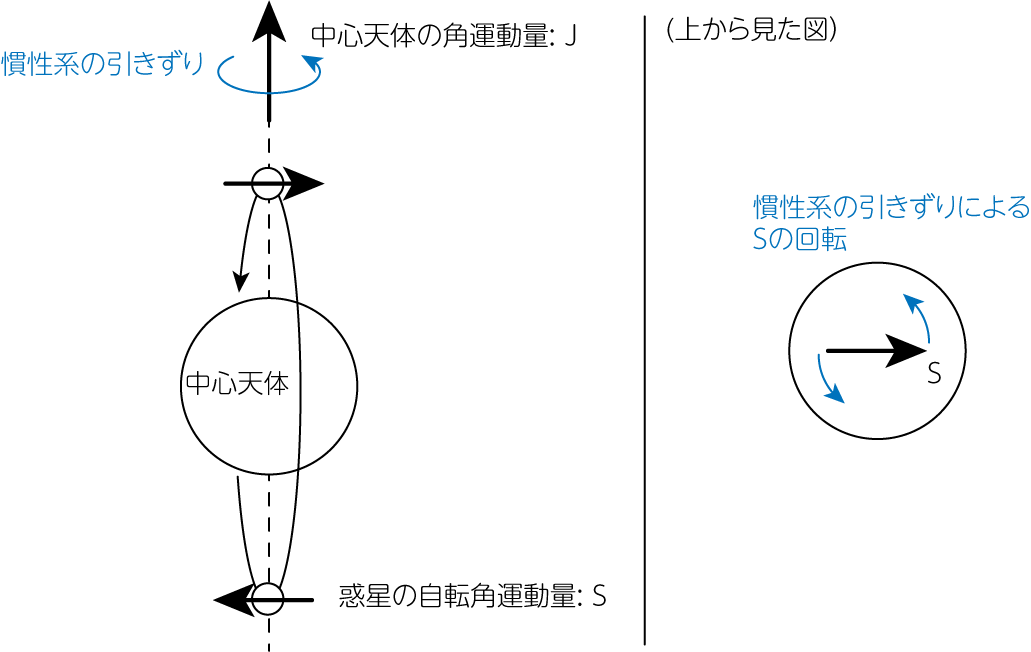 中心天体の角運動量: J
慣性系の引きずり
中心天体
惑星の自転角運動量: S
(上から見た図)
慣性系の引きずりによる
Sの回転
S